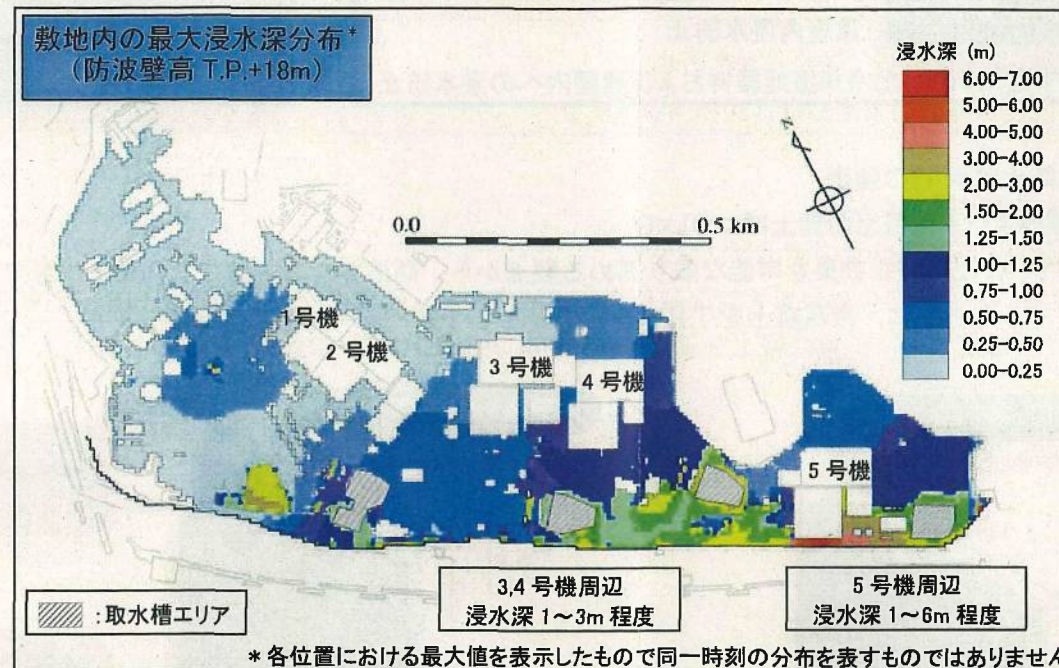 敷地内の最大浸水深分布*
(防波壁高 T.P.+18m)
浸水深 (m)
6.00-7.00
5.00-6.00
4.00-5.00
3.00-4.00
2.00-3.00
1.50-2.00
1.25-1.50
1.00-1.25
0.75-1.00
0.50-0.75
0.25-0.50
0.00-0.25
N
0.0
0.5 km
1号機
2号機
3号機
4号機
5号機
3,4号機周辺
浸水深 1～3m 程度
5号機周辺
浸水深 1～6m 程度
:取水槽エリア
*各位置における最大値を表示したもので同一時刻の分布を表すものではありません